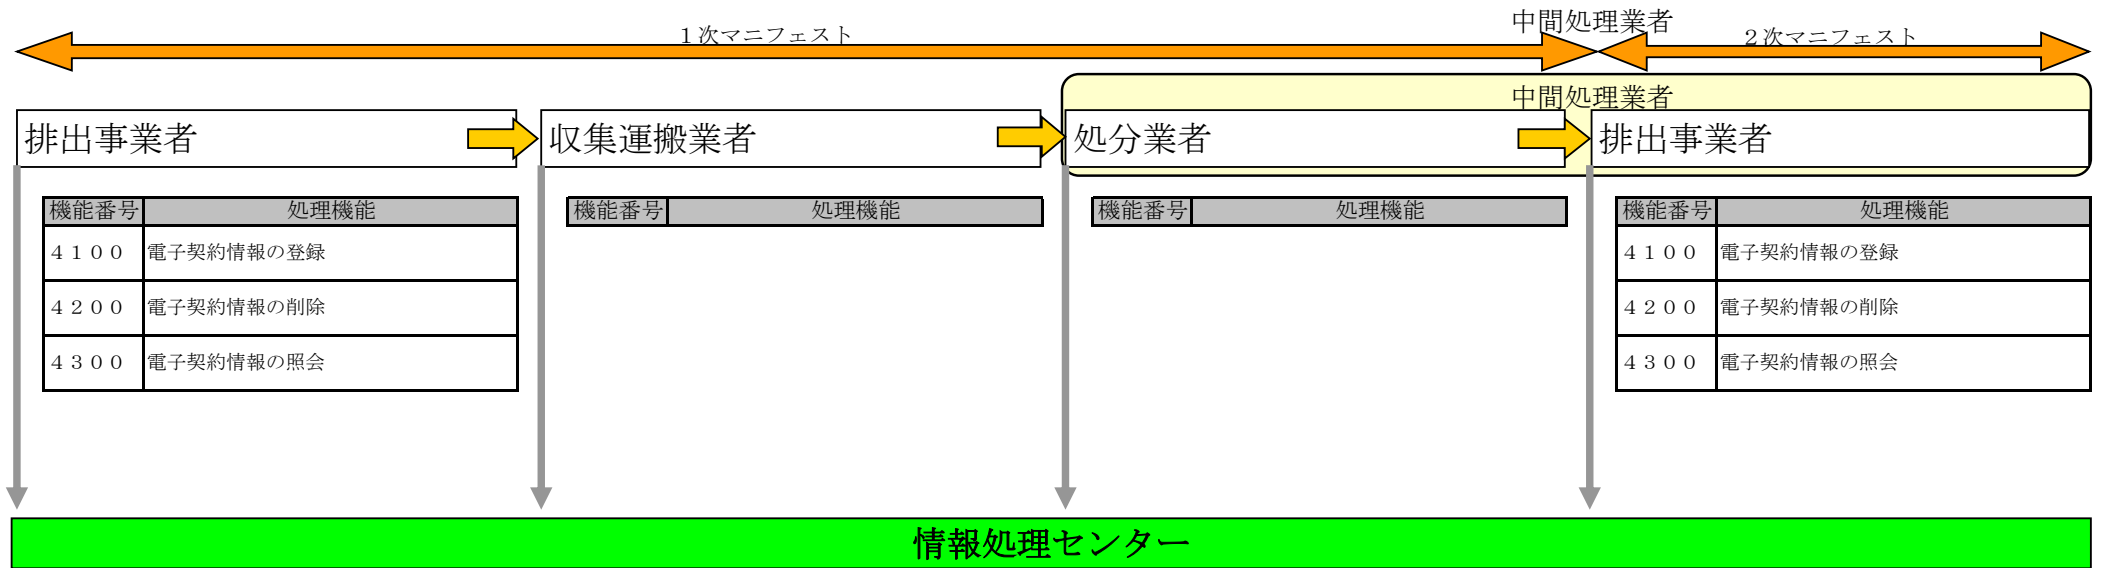 中間処理業者
１次マニフェスト
２次マニフェスト
中間処理業者
排出事業者
収集運搬業者
処分業者
排出事業者
機能番号 処理機能
４１００ 電子契約情報の登録
４２００ 電子契約情報の削除
４３００ 電子契約情報の照会
機能番号 処理機能
機能番号 処理機能
機能番号 処理機能
４１００ 電子契約情報の登録
４２００ 電子契約情報の削除
４３００ 電子契約情報の照会
情報処理センター